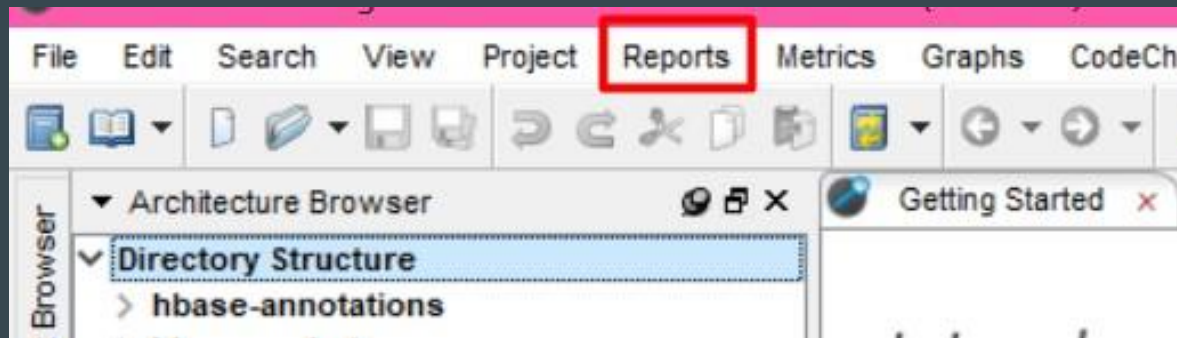 File Edit Search View Project Reports Metrics Graphs CodeCh
Architecture Browser
Getting Started
Browser
Directory Structure
hbase-annotations